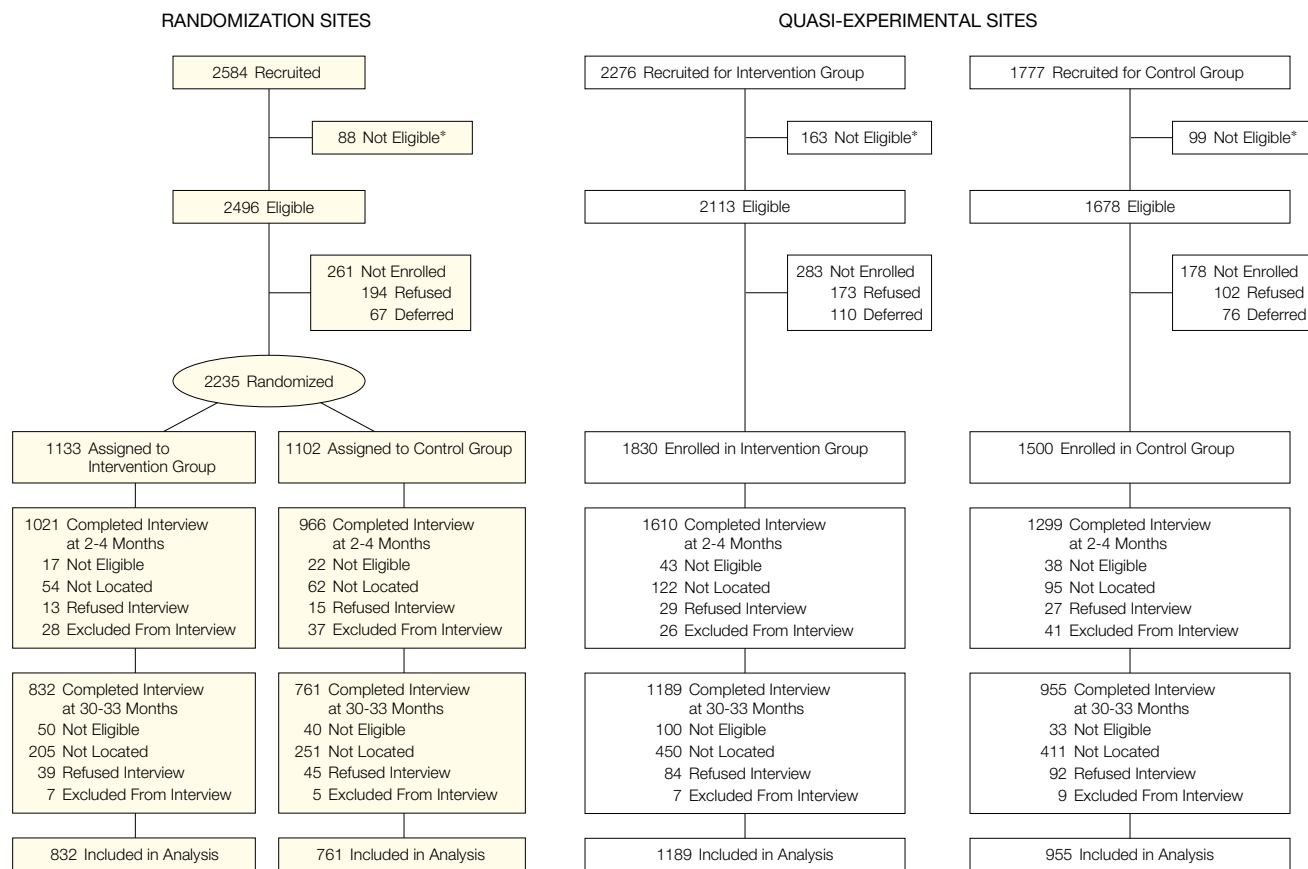 RANDOMIZATION SITES
2584 Recruited
88 Not Eligible*
2496 Eligible
261 Not Enrolled
194 Refused
67 Deferred
2235 Randomized
1133 Assigned to
Intervention Group
1102 Assigned to Control Group
1021 Completed Interview
at 2-4 Months
17 Not Eligible
54 Not Located
13 Refused Interview
28 Excluded From Interview
966 Completed Interview
at 2-4 Months
22 Not Eligible
62 Not Located
15 Refused Interview
37 Excluded From Interview
832 Completed Interview
at 30-33 Months
50 Not Eligible
205 Not Located
39 Refused Interview
7 Excluded From Interview
761 Completed Interview
at 30-33 Months
40 Not Eligible
251 Not Located
45 Refused Interview
5 Excluded From Interview
832 Included in Analysis
761 Included in Analysis
QUASI-EXPERIMENTAL SITES
2276 Recruited for Intervention Group
163 Not Eligible*
2113 Eligible
283 Not Enrolled
173 Refused
110 Deferred
1830 Enrolled in Intervention Group
1610 Completed Interview
at 2-4 Months
43 Not Eligible
122 Not Located
29 Refused Interview
26 Excluded From Interview
1189 Completed Interview
at 30-33 Months
100 Not Eligible
450 Not Located
84 Refused Interview
7 Excluded From Interview
1189 Included in Analysis
1777 Recruited for Control Group
99 Not Eligible*
1678 Eligible
178 Not Enrolled
102 Refused
76 Deferred
1500 Enrolled in Control Group
1299 Completed Interview
at 2-4 Months
38 Not Eligible
95 Not Located
27 Refused Interview
41 Excluded From Interview
955 Completed Interview
at 30-33 Months
33 Not Eligible
411 Not Located
92 Refused Interview
9 Excluded From Interview
955 Included in Analysis